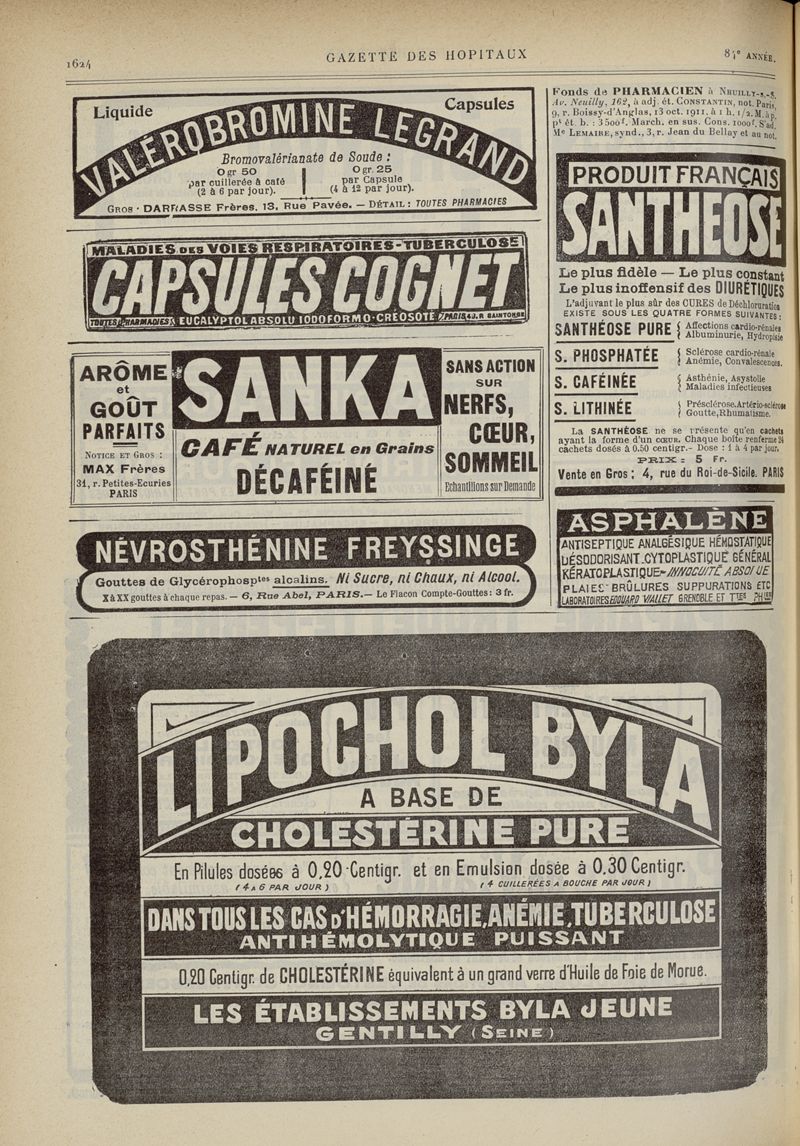 1624
GAZETTE DES HOPITAUX
84e ANNÉE.
Liquide
Capsules
VALÉROBROMINE LEGRAND
Bromovalérianate de Soude :
0 gr 50
par cuillerée à café
(2 à 6 par jour).
0 gr. 25
par Capsule
(4 à 12 par jour).
GROS · DARRASSE Frères, 13, Rue Pavée. — DÉTAIL : TOUTES PHARMACIES
MALADIES DES VOIES RESPIRATOIRES - TUBERCULOSE
CAPSULES COGNET
TOUTES PHARMACIES EUCALYPTOL ABSOLU IODOFORMO-CRÉOSOTÉ PARIS, 43, R. SAINTONGE
ARÔME
et
GOÛT
PARFAITS
NOTICE ET GROS :
MAX Frères
31, r. Petites-Ecuries
PARIS
SANKA
CAFÉ NATUREL en Grains
DÉCAFÉINÉ
SANS ACTION
SUR
NERFS,
CŒUR,
SOMMEIL
Echantillons sur Demande
NÉVROSTHÉNINE FREYSSINGE
Gouttes de Glycérophosptes alcalins. Ni Sucre, ni Chaux, ni Alcool.
X à XX gouttes à chaque repas. — 6, Rue Abel, PARIS. — Le Flacon Compte-Gouttes : 3 fr.
Fonds de PHARMACIEN à NEUILLY-s.-S.
Av. Neuilly, 162, à adj. ét. CONSTANTIN, not. Paris,
9, r. Boissy-d'Anglas, 13 oct. 1911, à 1 h. 1/2. M. à p.
pt ét b. : 3500f. March. en sus. Cons. 1000f. S'ad.
Me LEMAIRE, synd., 3, r. Jean du Bellay et au not.
PRODUIT FRANÇAIS
SANTHEOSE
Le plus fidèle — Le plus constant
Le plus inoffensif des DIURÉTIQUES
L'adjuvant le plus sûr des CURES de Déchloruration
EXISTE SOUS LES QUATRE FORMES SUIVANTES :
SANTHÉOSE PURE { Affections cardio-rénales
Albuminurie, Hydropisie
S. PHOSPHATÉE { Sclérose cardio-rénale
Anémie, Convalescences.
S. CAFÉINÉE { Asthénie, Asystolie
Maladies infectieuses
S. LITHINÉE { Présclérose, Artério-sclérose
Goutte, Rhumatisme.
La SANTHÉOSE ne se présente qu'en cachets
ayant la forme d'un cœur. Chaque boîte renferme 24
cachets dosés à 0.50 centigr. - Dose : 1 à 4 par jour.
PRIX : 5 Fr.
Vente en Gros : 4, rue du Roi-de-Sicile. PARIS
ASPHALÈNE
ANTISEPTIQUE ANALGÉSIQUE HÉMOSTATIQUE
DÉSODORISANT-CYTOPLASTIQUE GÉNÉRAL
KÉRATOPLASTIQUE - INNOCUITÉ ABSOLUE
PLAIES BRÛLURES SUPPURATIONS ETC
LABORATOIRES EDOUARD VIALLET GRENOBLE ET TTES PHIES
LIPOCHOL BYLA
A BASE DE
CHOLESTÉRINE PURE
En Pilules dosées à 0,20 Centigr. et en Emulsion dosée à 0,30 Centigr.
(4 A 6 PAR JOUR) (4 CUILLERÉES A BOUCHE PAR JOUR)
DANS TOUS LES CAS D'HÉMORRAGIE, ANÉMIE, TUBERCULOSE
ANTIHÉMOLYTIQUE PUISSANT
0,20 Centigr. de CHOLESTÉRINE équivalent à un grand verre d'Huile de Foie de Morue.
LES ÉTABLISSEMENTS BYLA JEUNE
GENTILLY (SEINE)